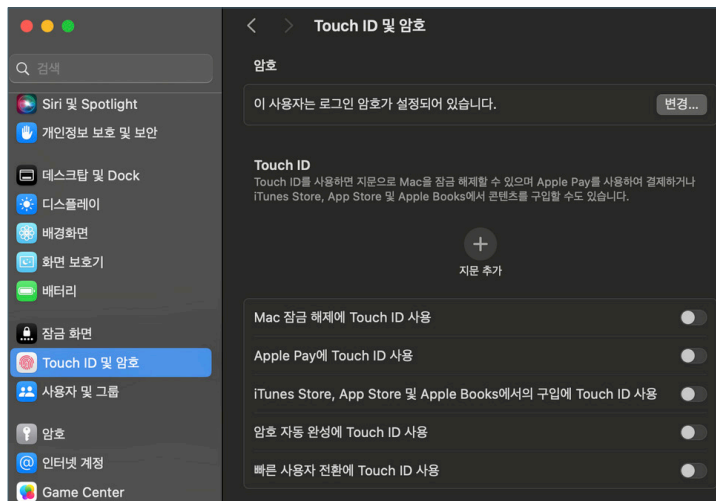 Touch ID 및 암호
검색
Siri 및 Spotlight
개인정보 보호 및 보안
데스크탑 및 Dock
디스플레이
배경화면
화면 보호기
배터리
잠금 화면
Touch ID 및 암호
사용자 및 그룹
암호
인터넷 계정
Game Center
암호
이 사용자는 로그인 암호가 설정되어 있습니다.
변경...
Touch ID
Touch ID를 사용하면 지문으로 Mac을 잠금 해제할 수 있으며 Apple Pay를 사용하여 결제하거나
iTunes Store, App Store 및 Apple Books에서 콘텐츠를 구입할 수도 있습니다.
지문 추가
Mac 잠금 해제에 Touch ID 사용
Apple Pay에 Touch ID 사용
iTunes Store, App Store 및 Apple Books에서의 구입에 Touch ID 사용
암호 자동 완성에 Touch ID 사용
빠른 사용자 전환에 Touch ID 사용